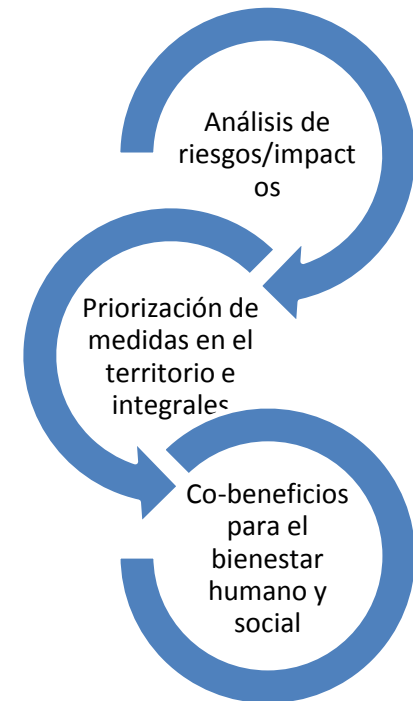 Análisis de
riesgos/impact
os
Priorización de
medidas en el
territorio e
integrales
Co-beneficios
para el
bienestar
humano y
social